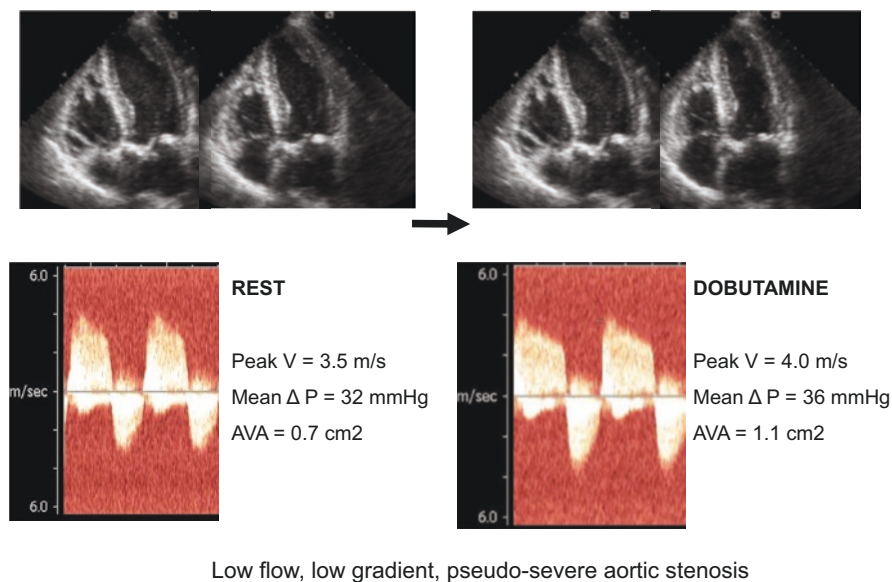 6.0
REST
Peak V = 3.5 m/s
m/sec
Mean Δ P = 32 mmHg
AVA = 0.7 cm2
6.0
6.0
DOBUTAMINE
Peak V = 4.0 m/s
m/sec
Mean Δ P = 36 mmHg
AVA = 1.1 cm2
6.0
Low flow, low gradient, pseudo-severe aortic stenosis